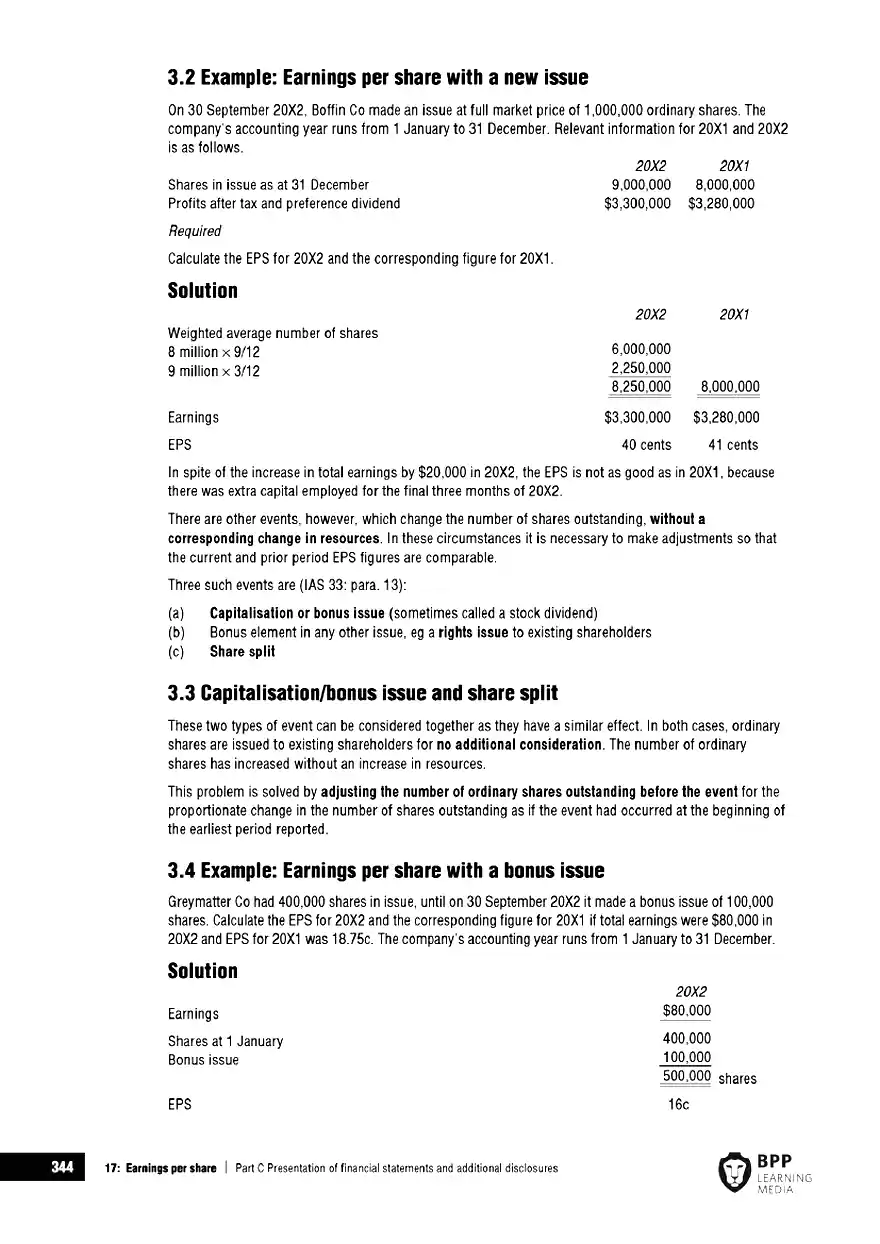 3.2 Example: Earnings per share with a new issue
On 30 September 20X2, Boffin Co made an issue at full market price of 1,000,000 ordinary shares. The
company's accounting year runs from 1 January to 31 December. Relevant information for 20X1 and 20X2
is as follows.
20X2 20X1
Shares in issue as at 31 December 9,000,000 8,000,000
Profits after tax and preference dividend $3,300,000 $3,280,000
Required
Calculate the EPS for 20X2 and the corresponding figure for 20X1.
Solution
20X2 20X1
Weighted average number of shares
8 million × 9/12 6,000,000
9 million × 3/12 2,250,000
8,250,000 8,000,000
Earnings $3,300,000 $3,280,000
EPS 40 cents 41 cents
In spite of the increase in total earnings by $20,000 in 20X2, the EPS is not as good as in 20X1, because
there was extra capital employed for the final three months of 20X2.
There are other events, however, which change the number of shares outstanding, without a
corresponding change in resources. In these circumstances it is necessary to make adjustments so that
the current and prior period EPS figures are comparable.
Three such events are (IAS 33: para. 13):
(a) Capitalisation or bonus issue (sometimes called a stock dividend)
(b) Bonus element in any other issue, eg a rights issue to existing shareholders
(c) Share split
3.3 Capitalisation/bonus issue and share split
These two types of event can be considered together as they have a similar effect. In both cases, ordinary
shares are issued to existing shareholders for no additional consideration. The number of ordinary
shares has increased without an increase in resources.
This problem is solved by adjusting the number of ordinary shares outstanding before the event for the
proportionate change in the number of shares outstanding as if the event had occurred at the beginning of
the earliest period reported.
3.4 Example: Earnings per share with a bonus issue
Greymatter Co had 400,000 shares in issue, until on 30 September 20X2 it made a bonus issue of 100,000
shares. Calculate the EPS for 20X2 and the corresponding figure for 20X1 if total earnings were $80,000 in
20X2 and EPS for 20X1 was 18.75c. The company's accounting year runs from 1 January to 31 December.
Solution
20X2
Earnings $80,000
Shares at 1 January 400,000
Bonus issue 100,000
500,000 shares
EPS 16c
344 17: Earnings per share | Part C Presentation of financial statements and additional disclosures
BPP
LEARNING
MEDIA